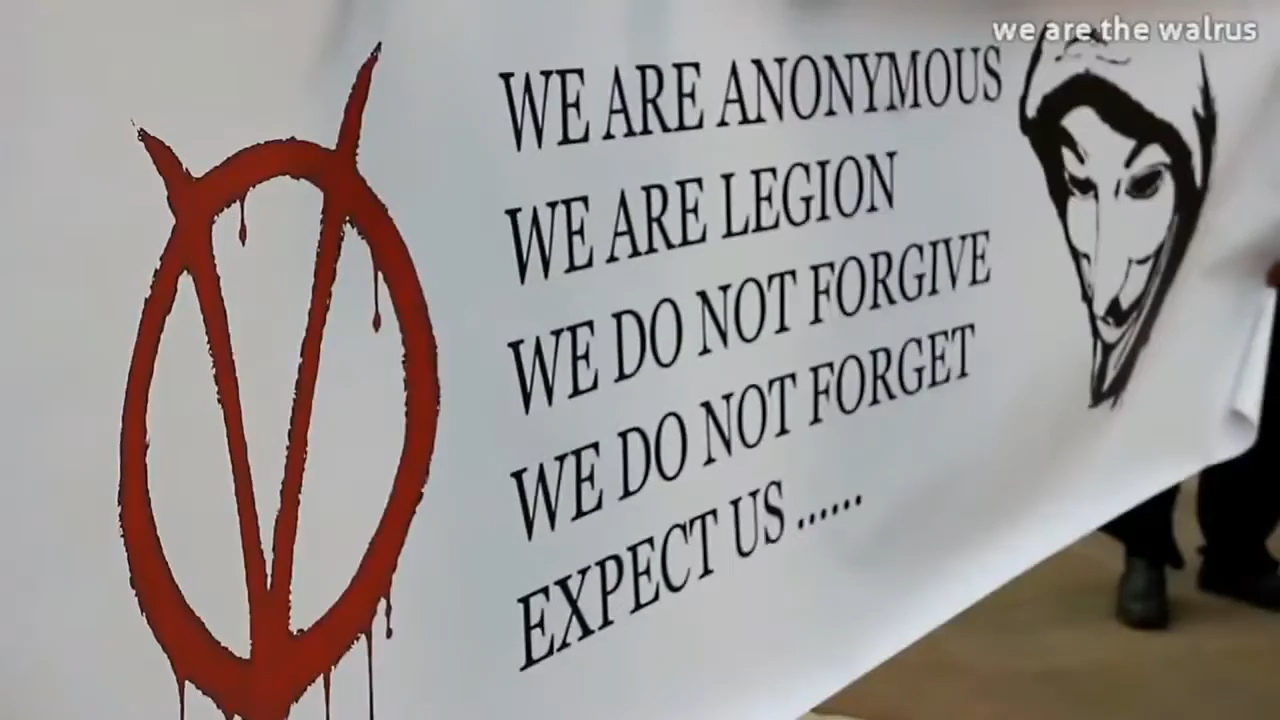 we are the walrus
WE ARE ANONYMOUS
WE ARE LEGION
WE DO NOT FORGIVE
WE DO NOT FORGET
EXPECT US ......